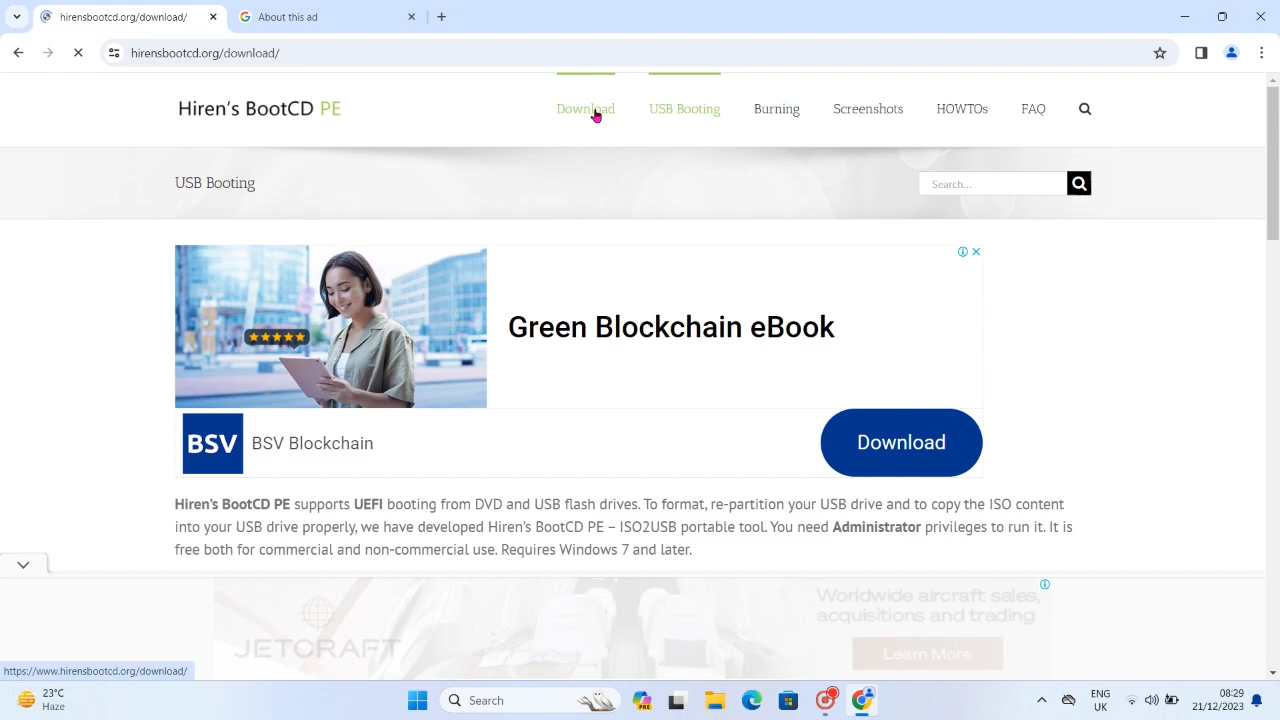 hirensbootcd.org/download/
About this ad
hirensbootcd.org/download/
Hiren's BootCD PE
Download
USB Booting
Burning
Screenshots
HOWTOs
FAQ
USB Booting
Search...
Green Blockchain eBook
BSV
BSV Blockchain
Download
Hiren's BootCD PE supports UEFI booting from DVD and USB flash drives. To format, re-partition your USB drive and to copy the ISO content
into your USB drive properly, we have developed Hiren's BootCD PE – ISO2USB portable tool. You need Administrator privileges to run it. It is
free both for commercial and non-commercial use. Requires Windows 7 and later.
JETCRAFT
Worldwide aircraft sales,
acquisitions and trading
Learn More
https://www.hirensbootcd.org/download/
23°C
Haze
Search
PRE
ENG
UK
08:29
21/12/2023